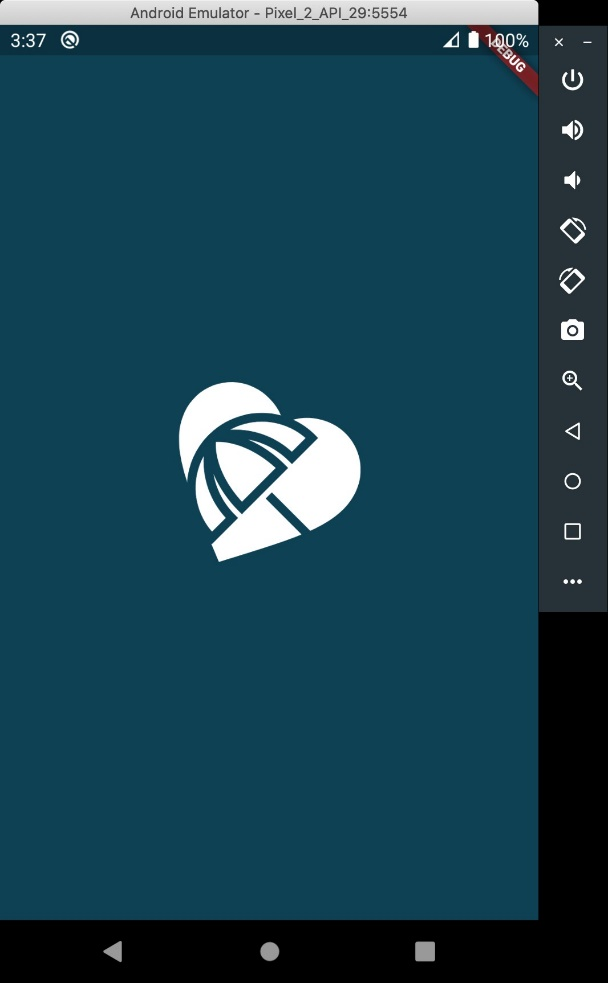 Android Emulator - Pixel_2_API_29:5554
3:37 100%
DEBUG